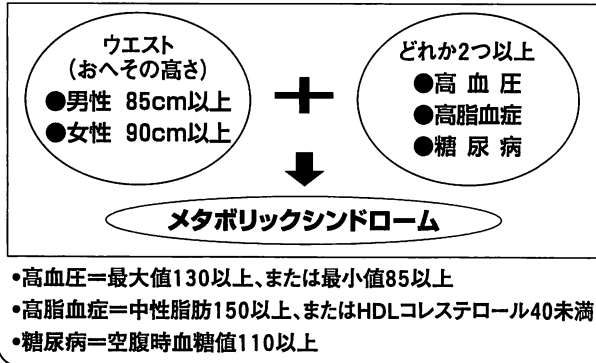 ウエスト
(おへその高さ)
●男性 85cm以上
●女性 90cm以上
＋
どれか2つ以上
●高血圧
●高脂血症
●糖尿病
メタボリックシンドローム
•高血圧＝最大値130以上、または最小値85以上
•高脂血症＝中性脂肪150以上、またはHDLコレステロール40未満
•糖尿病＝空腹時血糖値110以上